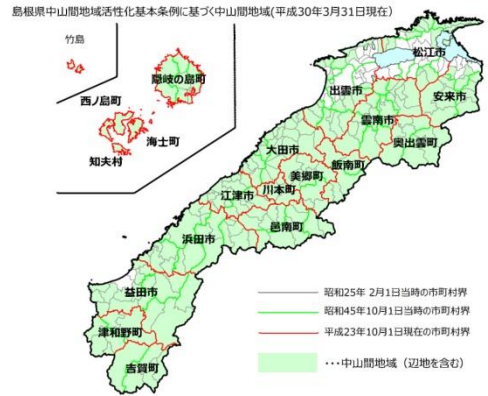 島根県中山間地域活性化基本条例に基づく中山間地域(平成30年3月31日現在)
竹島
隠岐の島町
西ノ島町
海士町
知夫村
松江市
出雲市
安来市
雲南市
奥出雲町
大田市
飯南町
美郷町
川本町
江津市
邑南町
浜田市
益田市
津和野町
吉賀町
昭和25年 2月1日当時の市町村界
昭和45年10月1日当時の市町村界
平成23年10月1日現在の市町村界
・・・中山間地域（辺地を含む）